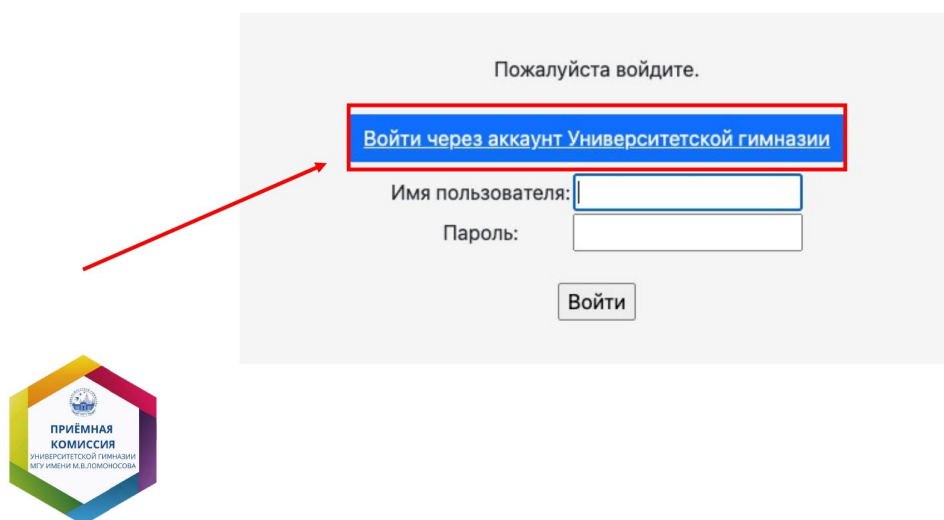 Пожалуйста войдите.
Войти через аккаунт Университетской гимназии
Имя пользователя:
Пароль:
Войти
ПРИЁМНАЯ
КОМИССИЯ
УНИВЕРСИТЕТСКОЙ ГИМНАЗИИ
МГУ ИМЕНИ М.В.ЛОМОНОСОВА